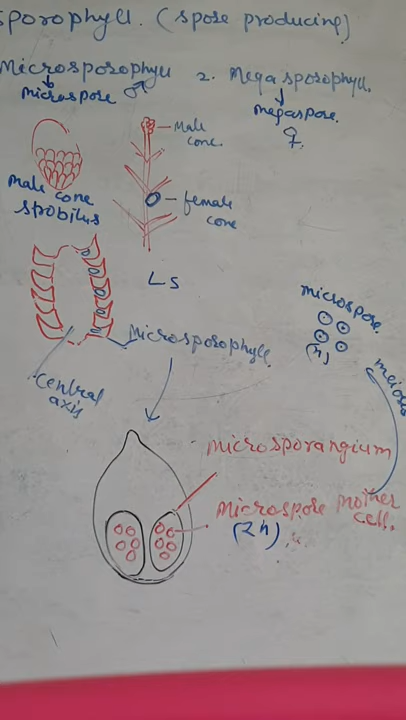 sporophyll. (spore producing)
Microsporophyll 2. Megasporophyll.
microspore ♂
megaspore.
♀
male cone.
male cone
strobilus
female cone
LS
microspore.
(n)
microsporophyll
central axis
meiosis
microsporangium
microspore mother cell.
(2n)